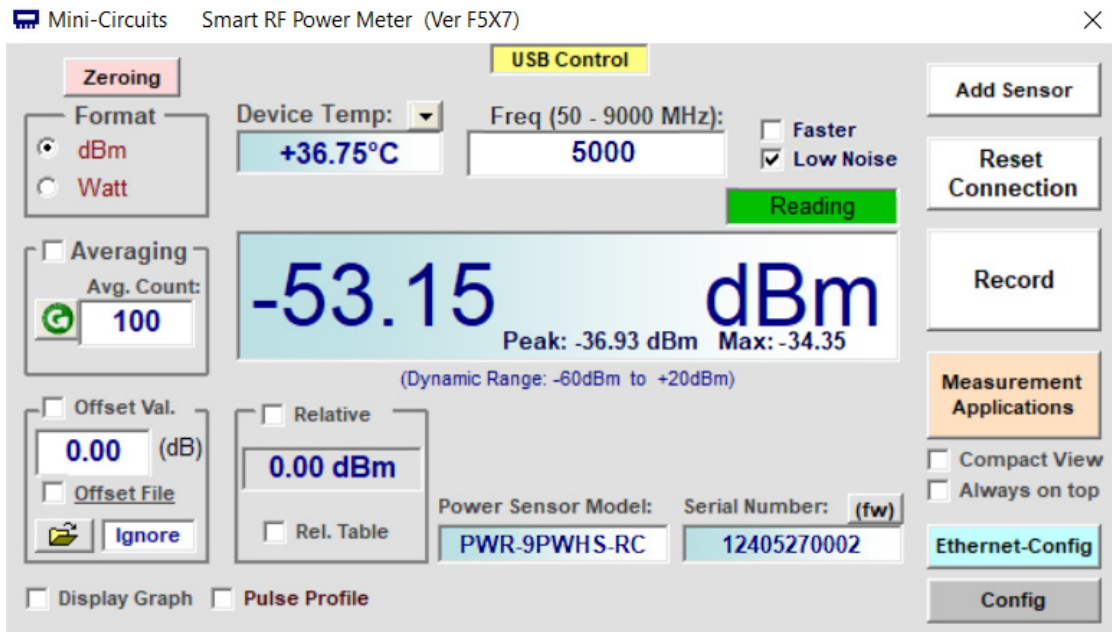 Mini-Circuits Smart RF Power Meter (Ver F5X7)
USB Control
Zeroing
Format
dBm
Watt
Device Temp:
+36.75°C
Freq (50 - 9000 MHz):
5000
Faster
Low Noise
Reading
Add Sensor
Reset
Connection
Averaging
Avg. Count:
100
-53.15 dBm
Peak: -36.93 dBm Max: -34.35
(Dynamic Range: -60dBm to +20dBm)
Record
Measurement
Applications
Offset Val.
0.00 (dB)
Offset File
Ignore
Relative
0.00 dBm
Rel. Table
Power Sensor Model:
PWR-9PWHS-RC
Serial Number: (fw)
12405270002
Compact View
Always on top
Ethernet-Config
Config
Display Graph
Pulse Profile